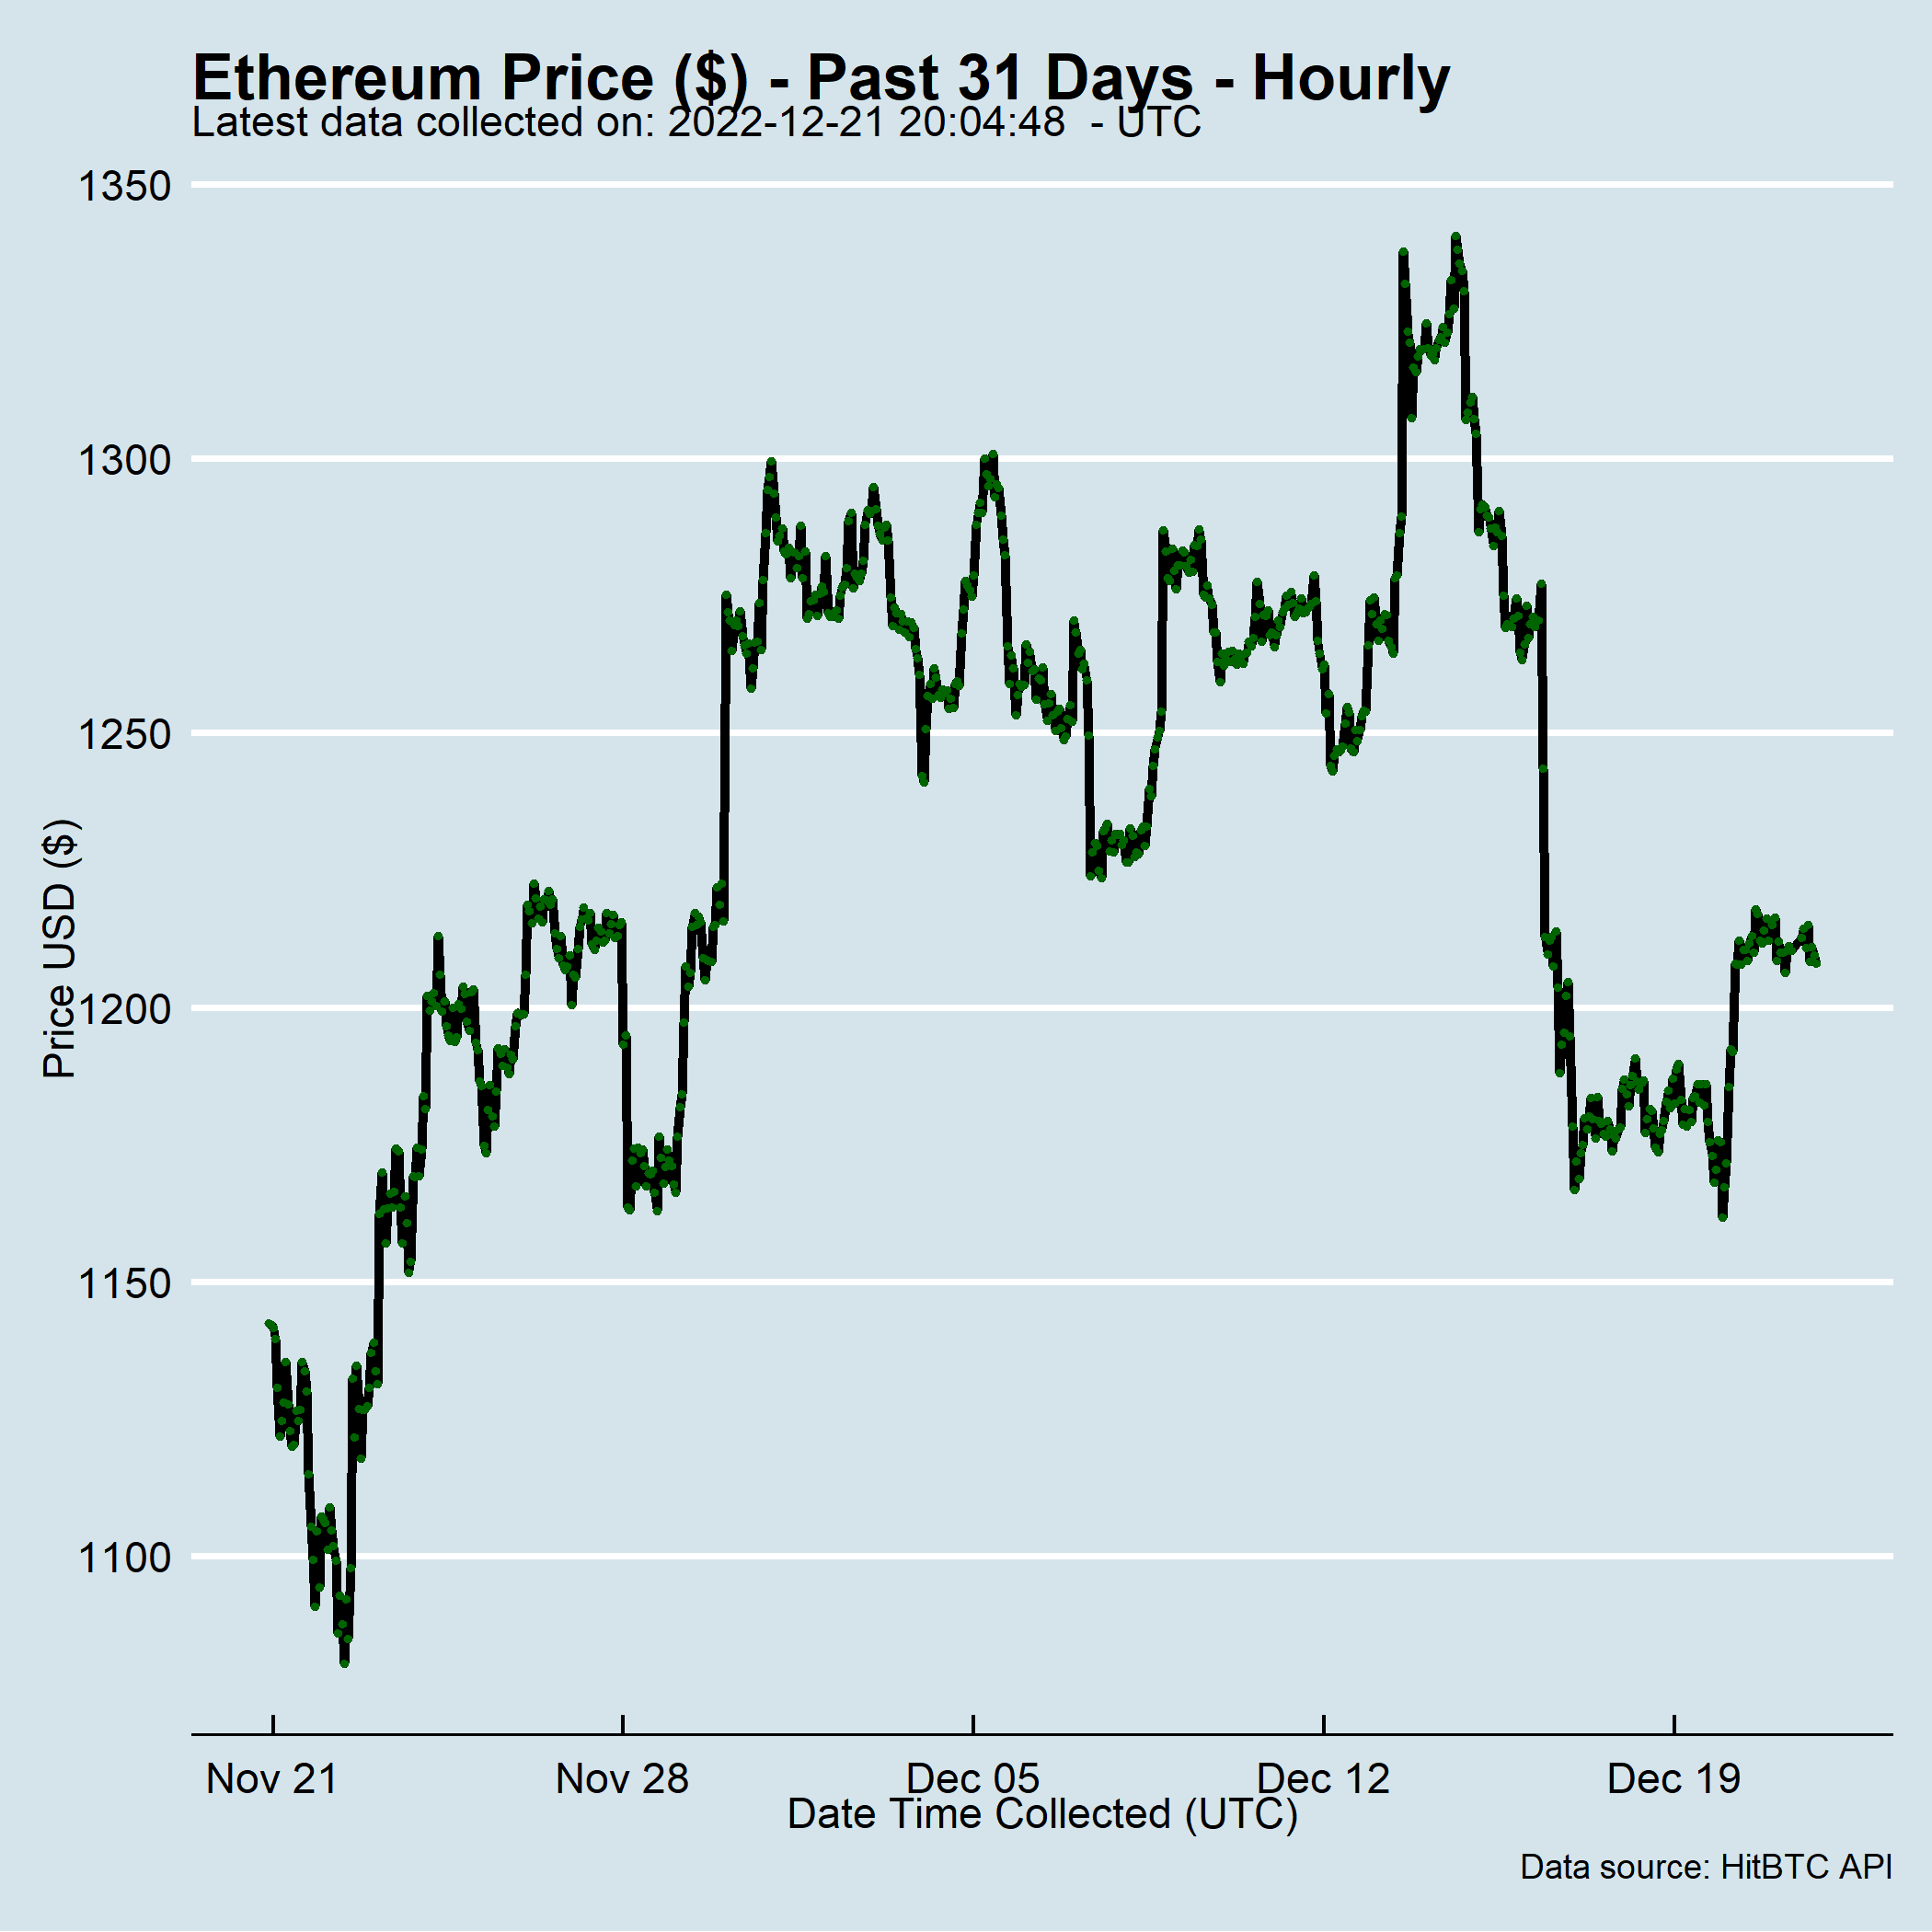 Ethereum Price ($) - Past 31 Days - Hourly
Latest data collected on: 2022-12-21 20:04:48  - UTC
1350
1300
1250
1200
1150
1100
Price USD ($)
Nov 21
Nov 28
Dec 05
Dec 12
Dec 19
Date Time Collected (UTC)
Data source: HitBTC API